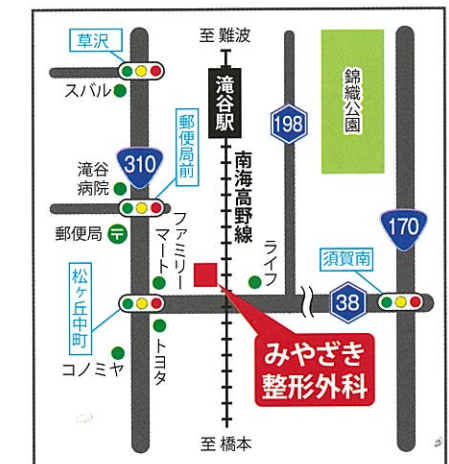 草沢
至難波
スバル
滝谷駅
錦織公園
198
郵便局前
310
滝谷
病院
南海高野線
170
郵便局
〒
ファミリー
マート
ライフ
須賀南
松ヶ丘中町
38
みやざき
整形外科
コノミヤ
トヨタ
至橋本